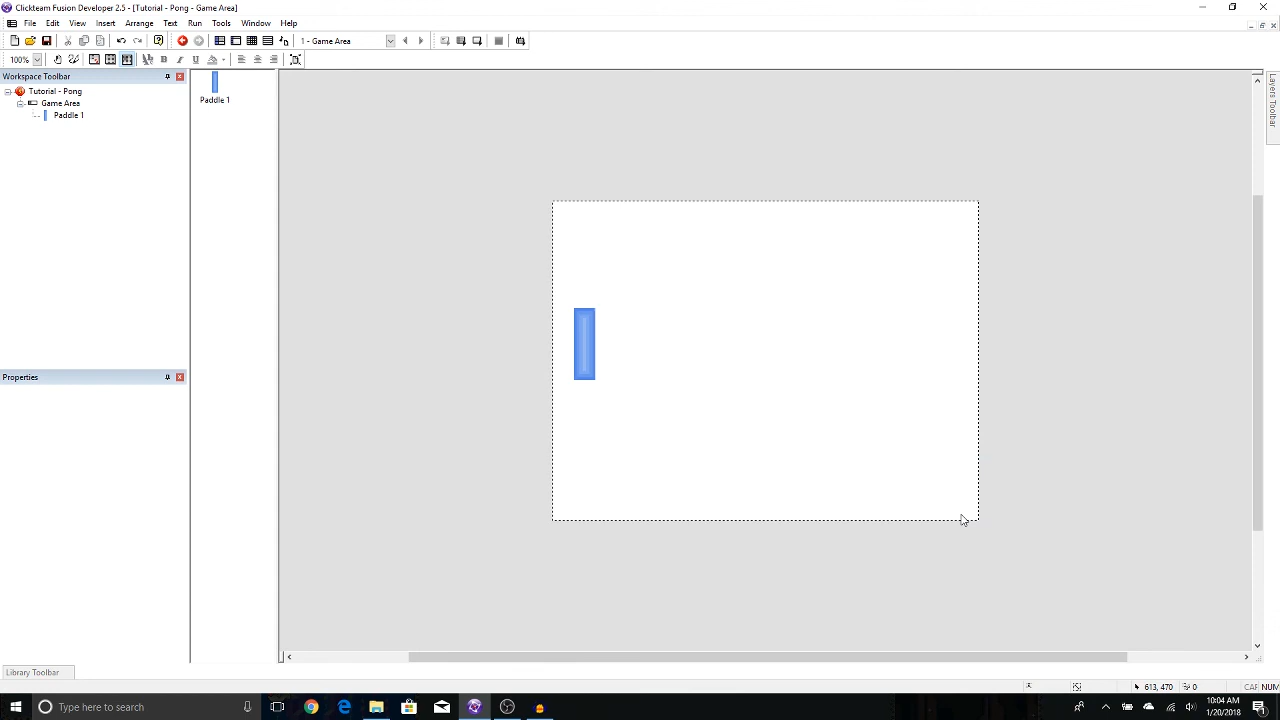 Clickteam Fusion Developer 2.5 - [Tutorial - Pong - Game Area]
File Edit View Insert Arrange Text Run Tools Window Help
1 - Game Area
100%
Workspace Toolbar
Tutorial - Pong
Game Area
Paddle 1
Paddle 1
Layers Toolbar
Properties
Library Toolbar
613, 470 0 CAP NUM
Type here to search
10:04 AM
1/20/2018